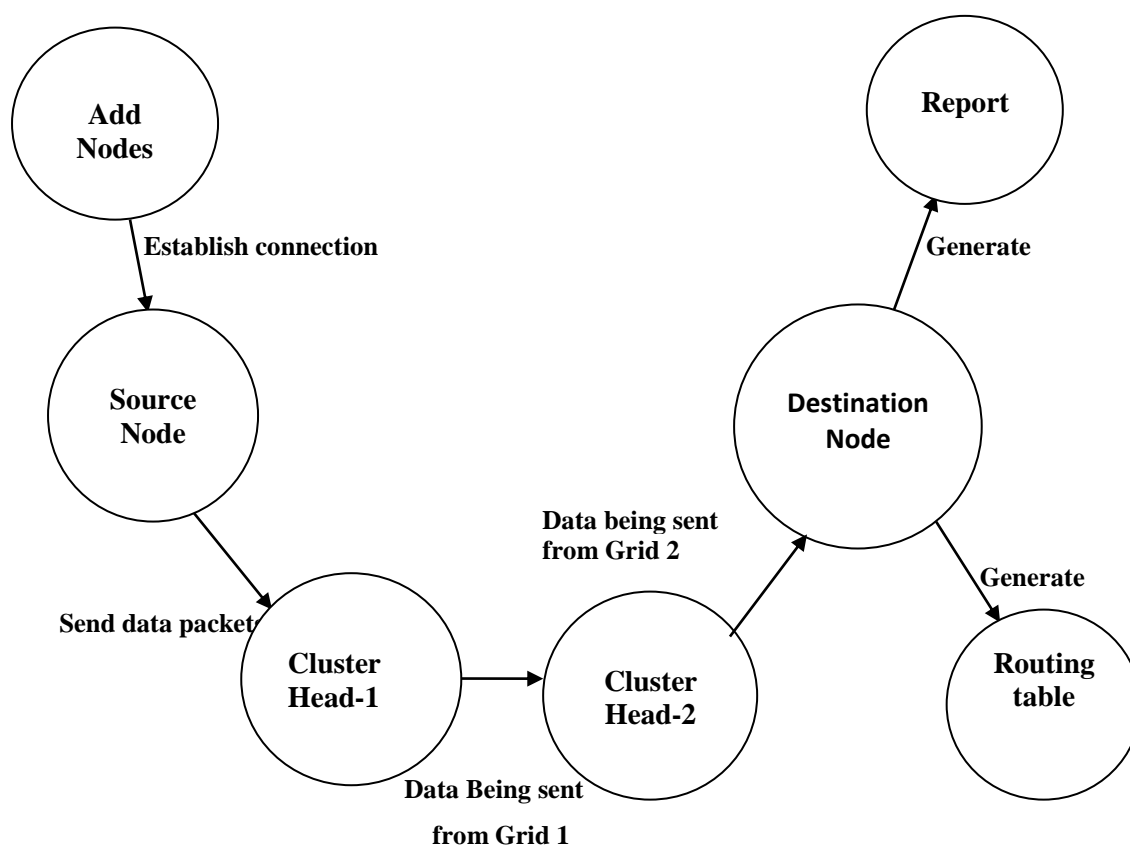 Add
Nodes
Establish connection
Source
Node
Send data packets
Cluster
Head-1
Data Being sent
from Grid 1
Cluster
Head-2
Data being sent
from Grid 2
Destination
Node
Generate
Report
Generate
Routing
table